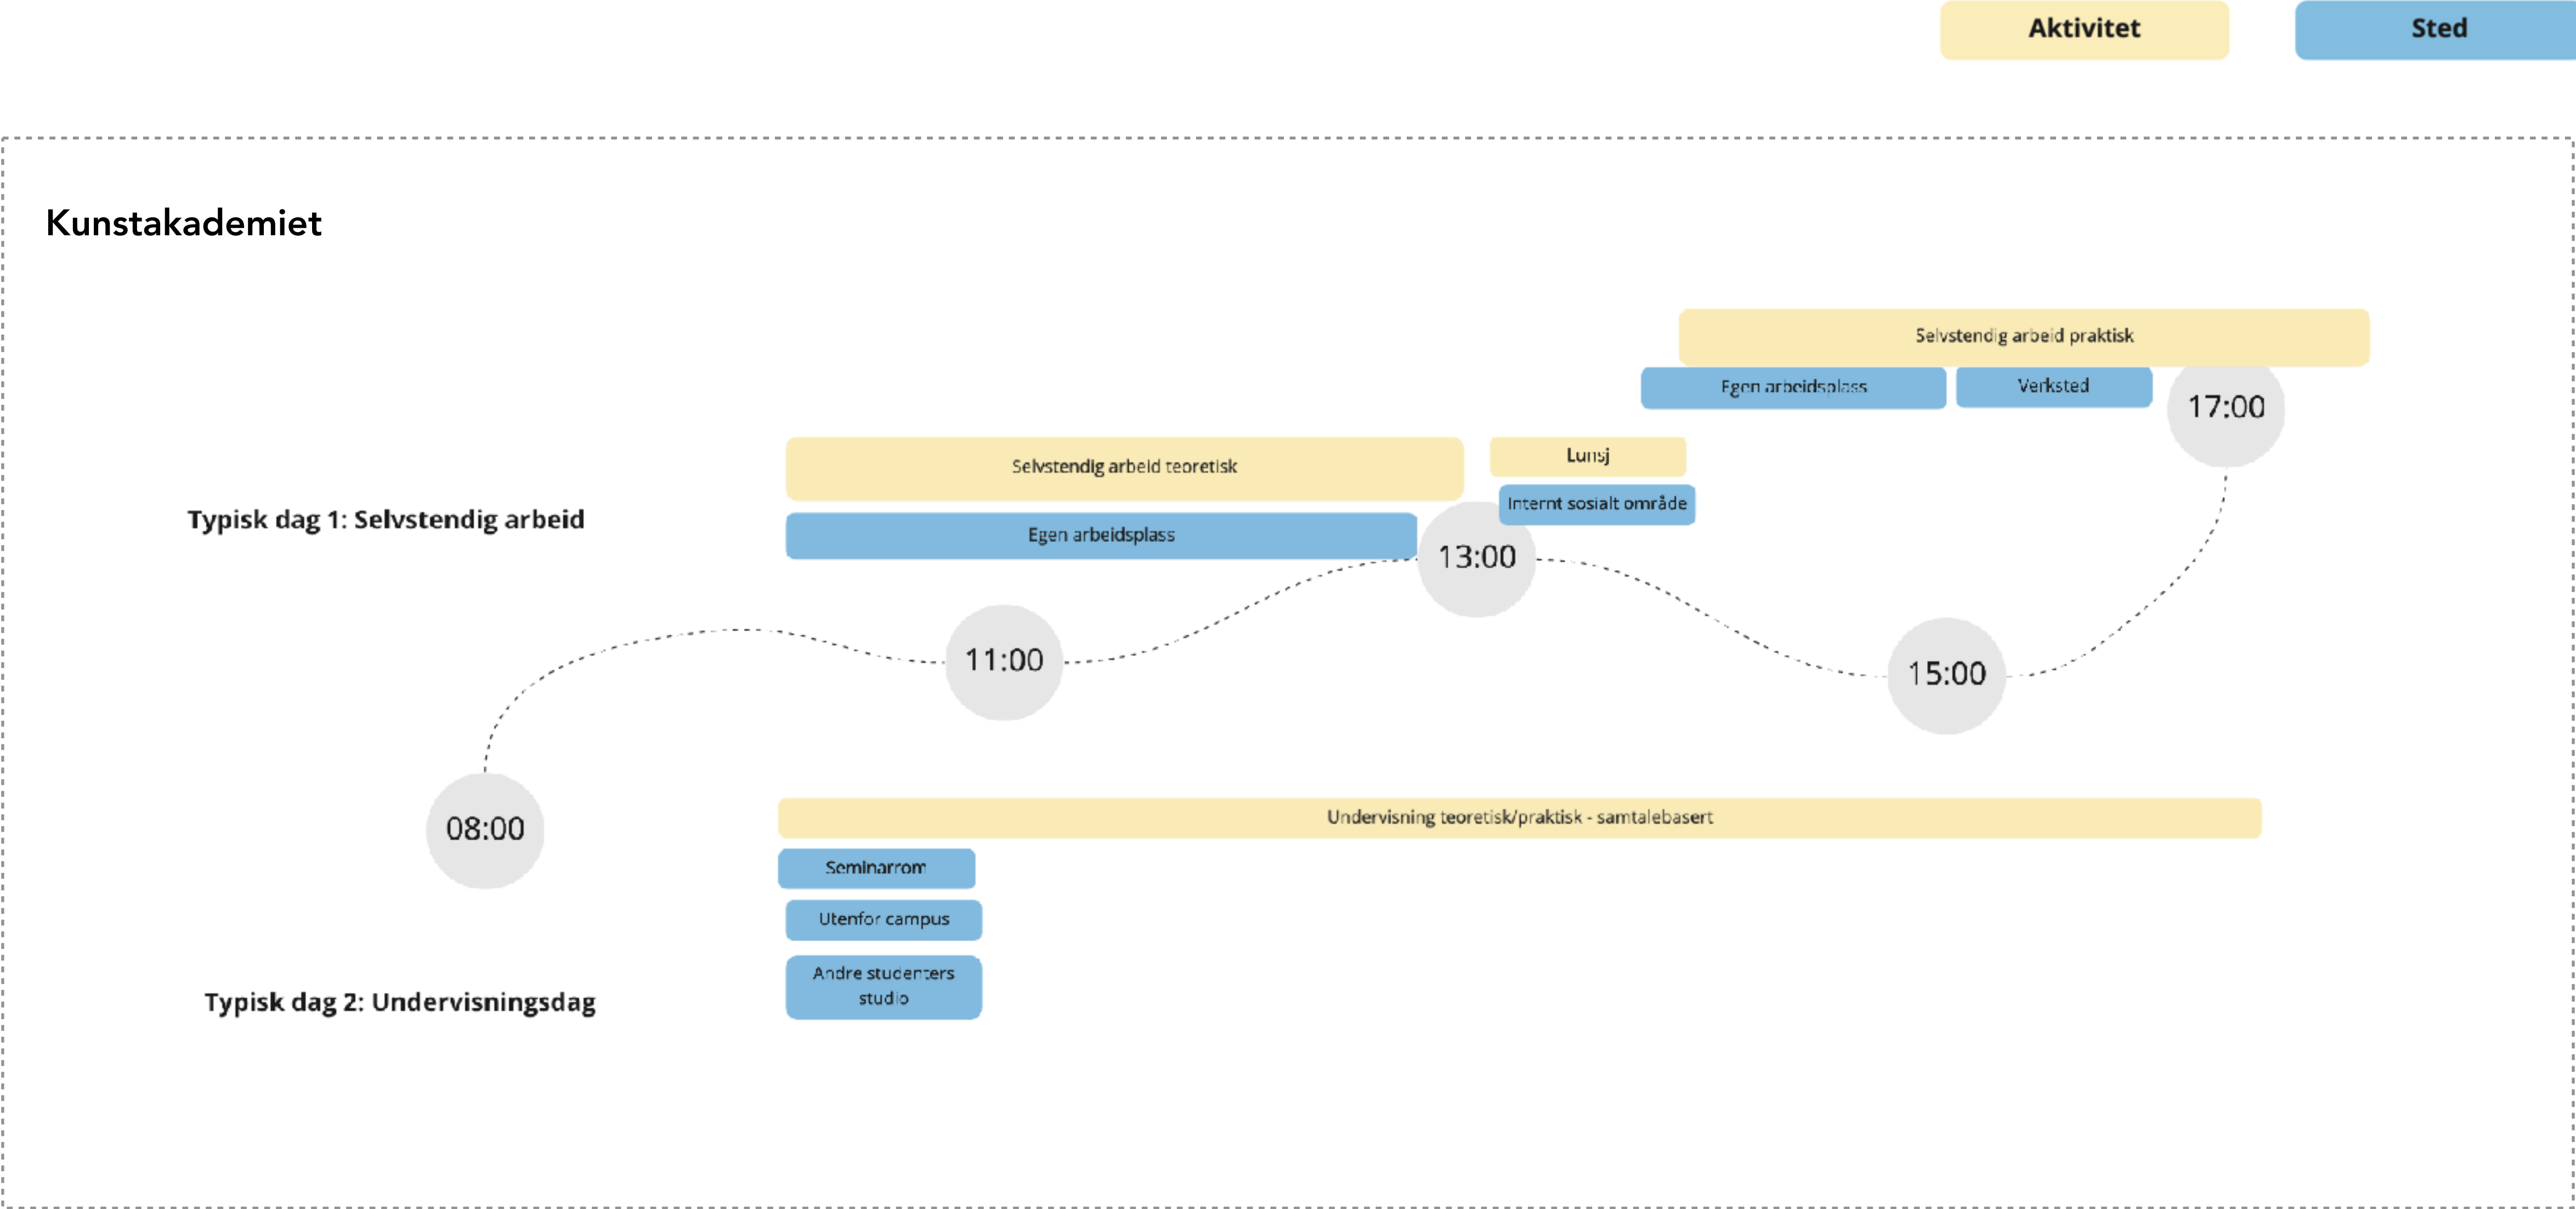 Aktivitet
Sted
Kunstakademiet
Selvstendig arbeid praktisk
Egen arbeidsplass
Verksted
17:00
Selvstendig arbeid teoretisk
Lunsj
Internt sosialt område
Typisk dag 1: Selvstendig arbeid
Egen arbeidsplass
13:00
11:00
15:00
08:00
Undervisning teoretisk/praktisk - samtalebasert
Seminarrom
Utenfor campus
Andre studenters
studio
Typisk dag 2: Undervisningsdag